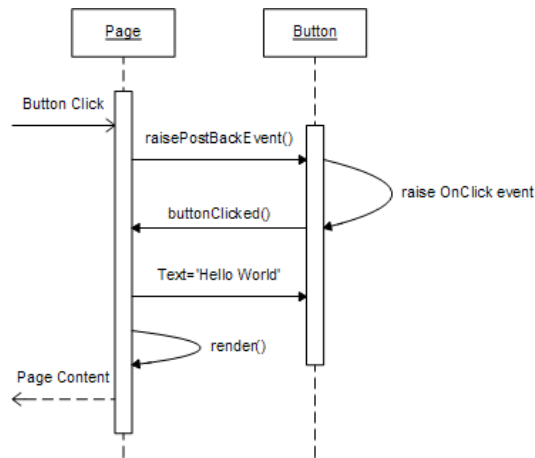 Page
Button
Button Click
raisePostBackEvent()
raise OnClick event
buttonClicked()
Text='Hello World'
render()
Page Content